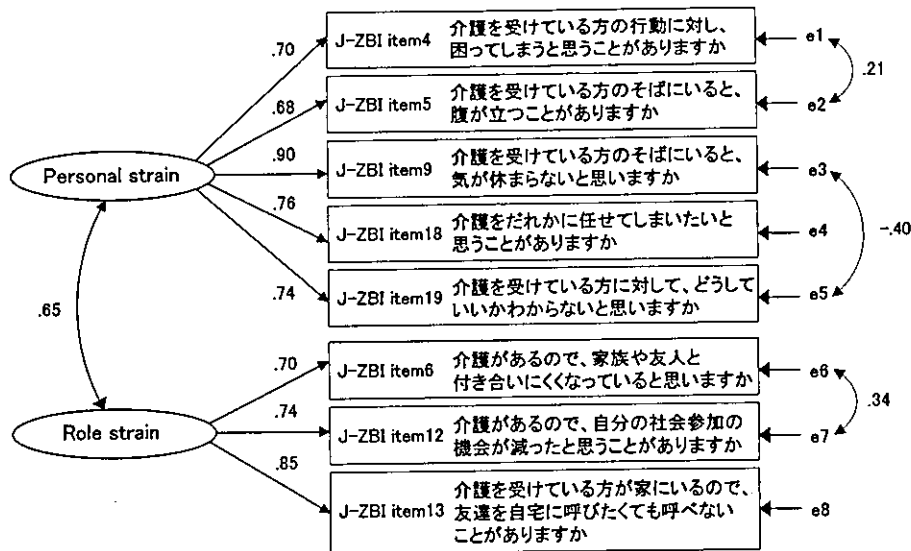 .70
J-ZBI item4 介護を受けている方の行動に対し、
困ってしまうと思うことがありますか
e1
.21
.68
J-ZBI item5 介護を受けている方のそばにいると、
腹が立つことがありますか
e2
.90
J-ZBI item9 介護を受けている方のそばにいると、
気が休まらないと思いますか
e3
Personal strain
.76
J-ZBI item18 介護をだれかに任せてしまいたいと
思うことがありますか
e4
-.40
.74
J-ZBI item19 介護を受けている方に対して、どうして
いいかわからないと思いますか
e5
.65
.70
J-ZBI item6 介護があるので、家族や友人と
付き合いにくくなっていると思いますか
e6
.34
Role strain
.74
J-ZBI item12 介護があるので、自分の社会参加の
機会が減ったと思うことがありますか
e7
.85
J-ZBI item13 介護を受けている方が家にいるので、
友達を自宅に呼びたくても呼べない
ことがありますか
e8